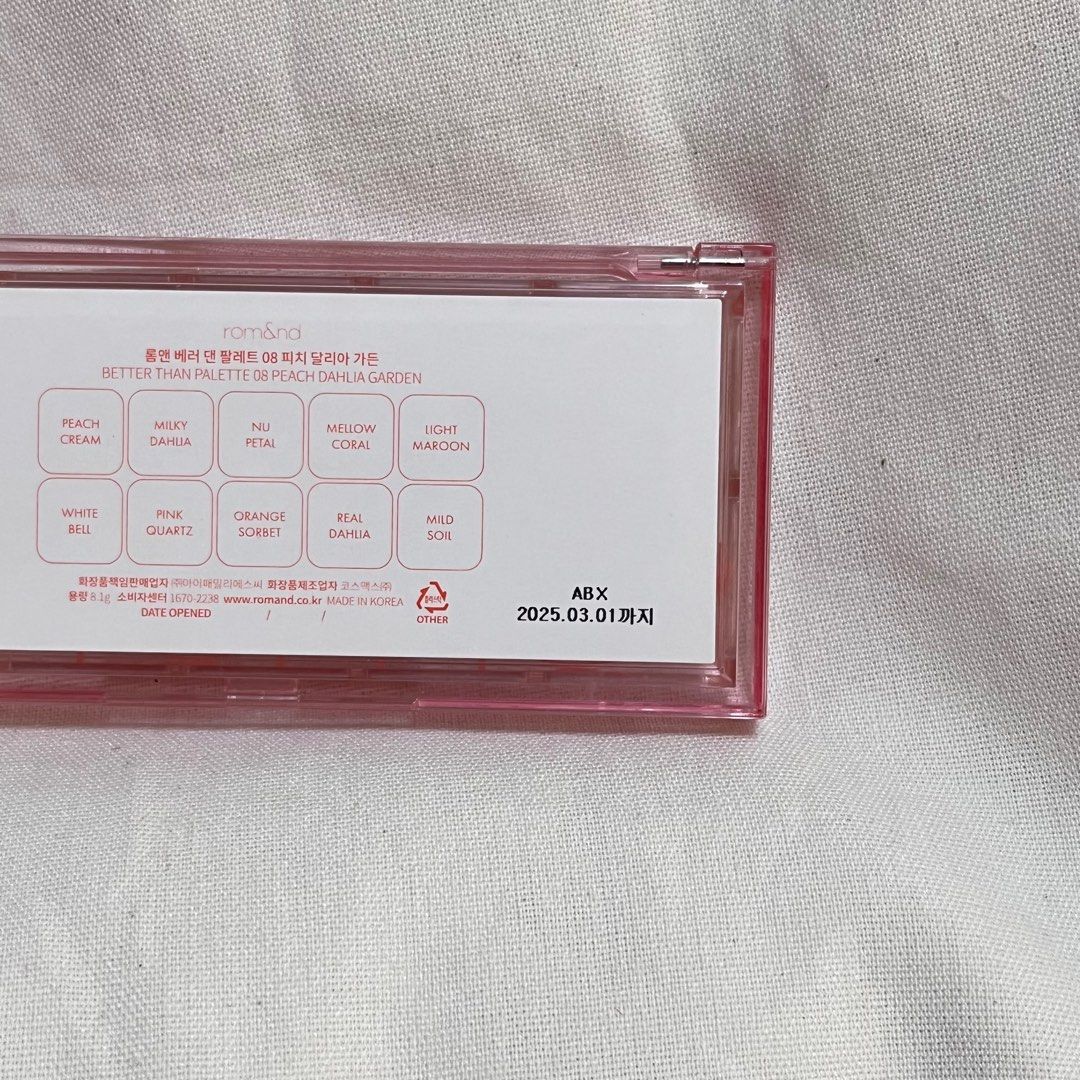 rom&nd
롬앤 베러 댄 팔레트 08 피치 달리아 가든
BETTER THAN PALETTE 08 PEACH DAHLIA GARDEN
PEACH
CREAM
MILKY
DAHLIA
NU
PETAL
MELLOW
CORAL
LIGHT
MAROON
WHITE
BELL
PINK
QUARTZ
ORANGE
SORBET
REAL
DAHLIA
MILD
SOIL
화장품책임판매업자 ㈜아이패밀리에스씨 화장품제조업자 코스맥스㈜
용량 8.1g 소비자센터 1670-2238 www.romand.co.kr MADE IN KOREA
DATE OPENED / /
OTHER
ABX
2025.03.01까지